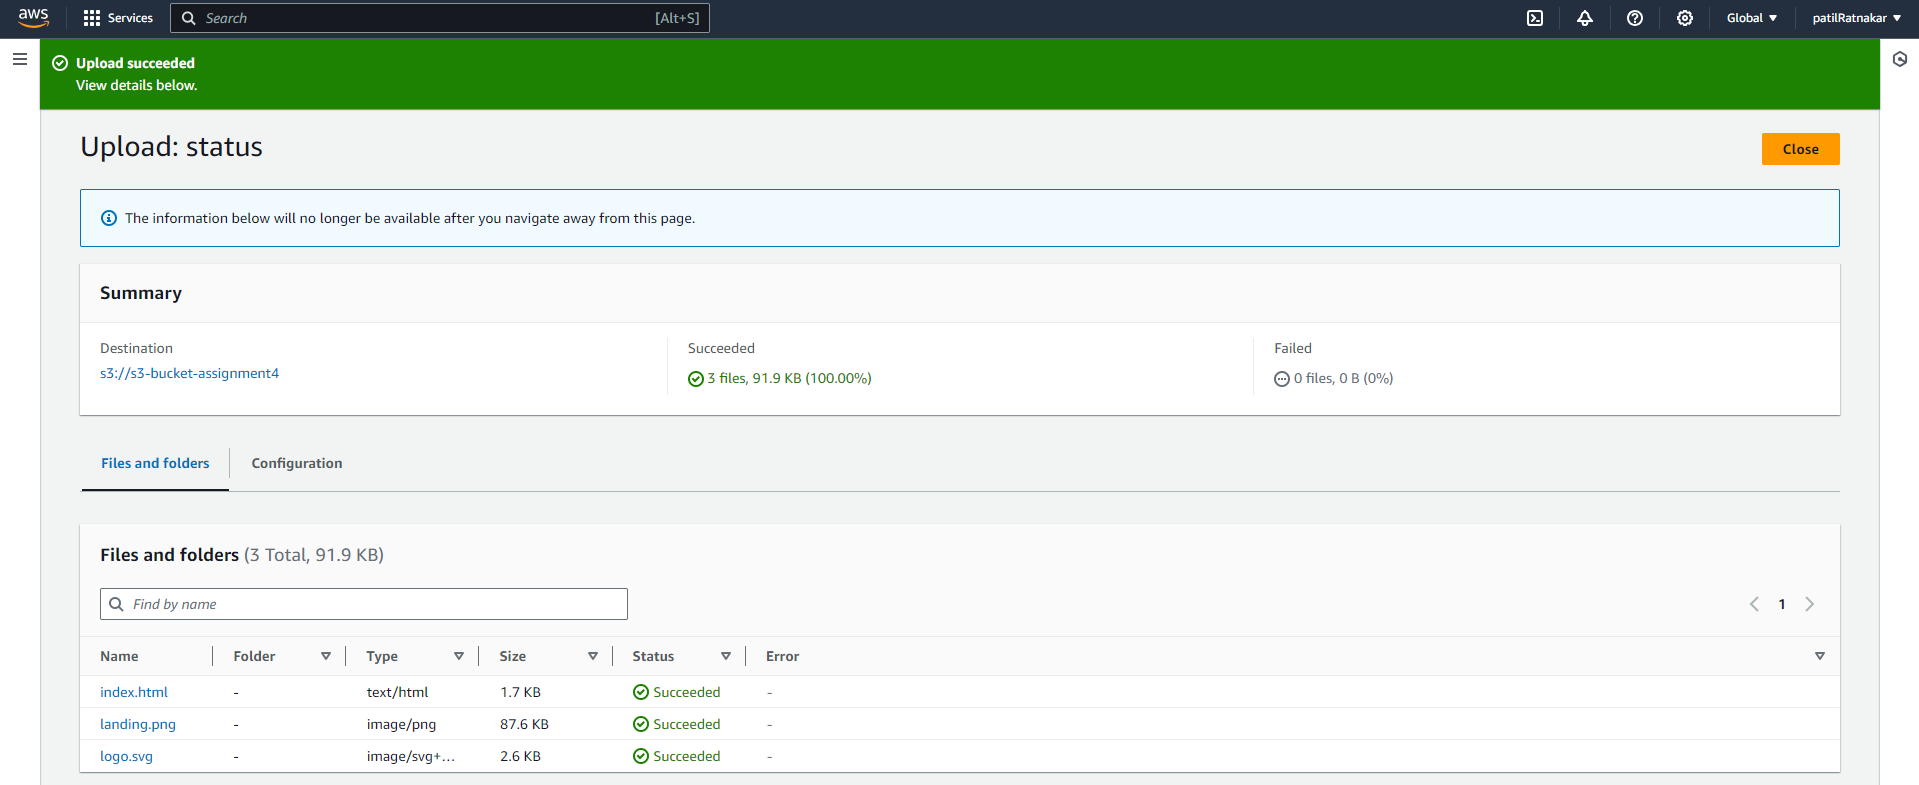 aws Services Search [Alt+S] Global patilRatnakar
Upload succeeded
View details below.
Upload: status
Close
The information below will no longer be available after you navigate away from this page.
Summary
Destination Succeeded Failed
s3://s3-bucket-assignment4 3 files, 91.9 KB (100.00%) 0 files, 0 B (0%)
Files and folders Configuration
Files and folders (3 Total, 91.9 KB)
Find by name 1
Name Folder Type Size Status Error
index.html - text/html 1.7 KB Succeeded -
landing.png - image/png 87.6 KB Succeeded -
logo.svg - image/svg+... 2.6 KB Succeeded -